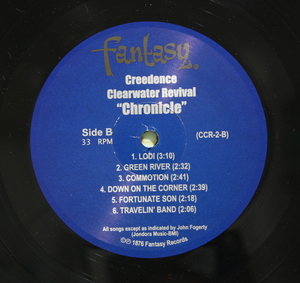 Fantasy.
Creedence
Clearwater Revival
"Chronicle"
Side B
33 RPM
(CCR-2-B)
1. LODI (3:10)
2. GREEN RIVER (2:32)
3. COMMOTION (2:41)
4. DOWN ON THE CORNER (2:39)
5. FORTUNATE SON (2:18)
6. TRAVELIN' BAND (2:06)
All songs except as indicated by John Fogerty
(Jondora Music-BMI)
©℗ 1976 Fantasy Records